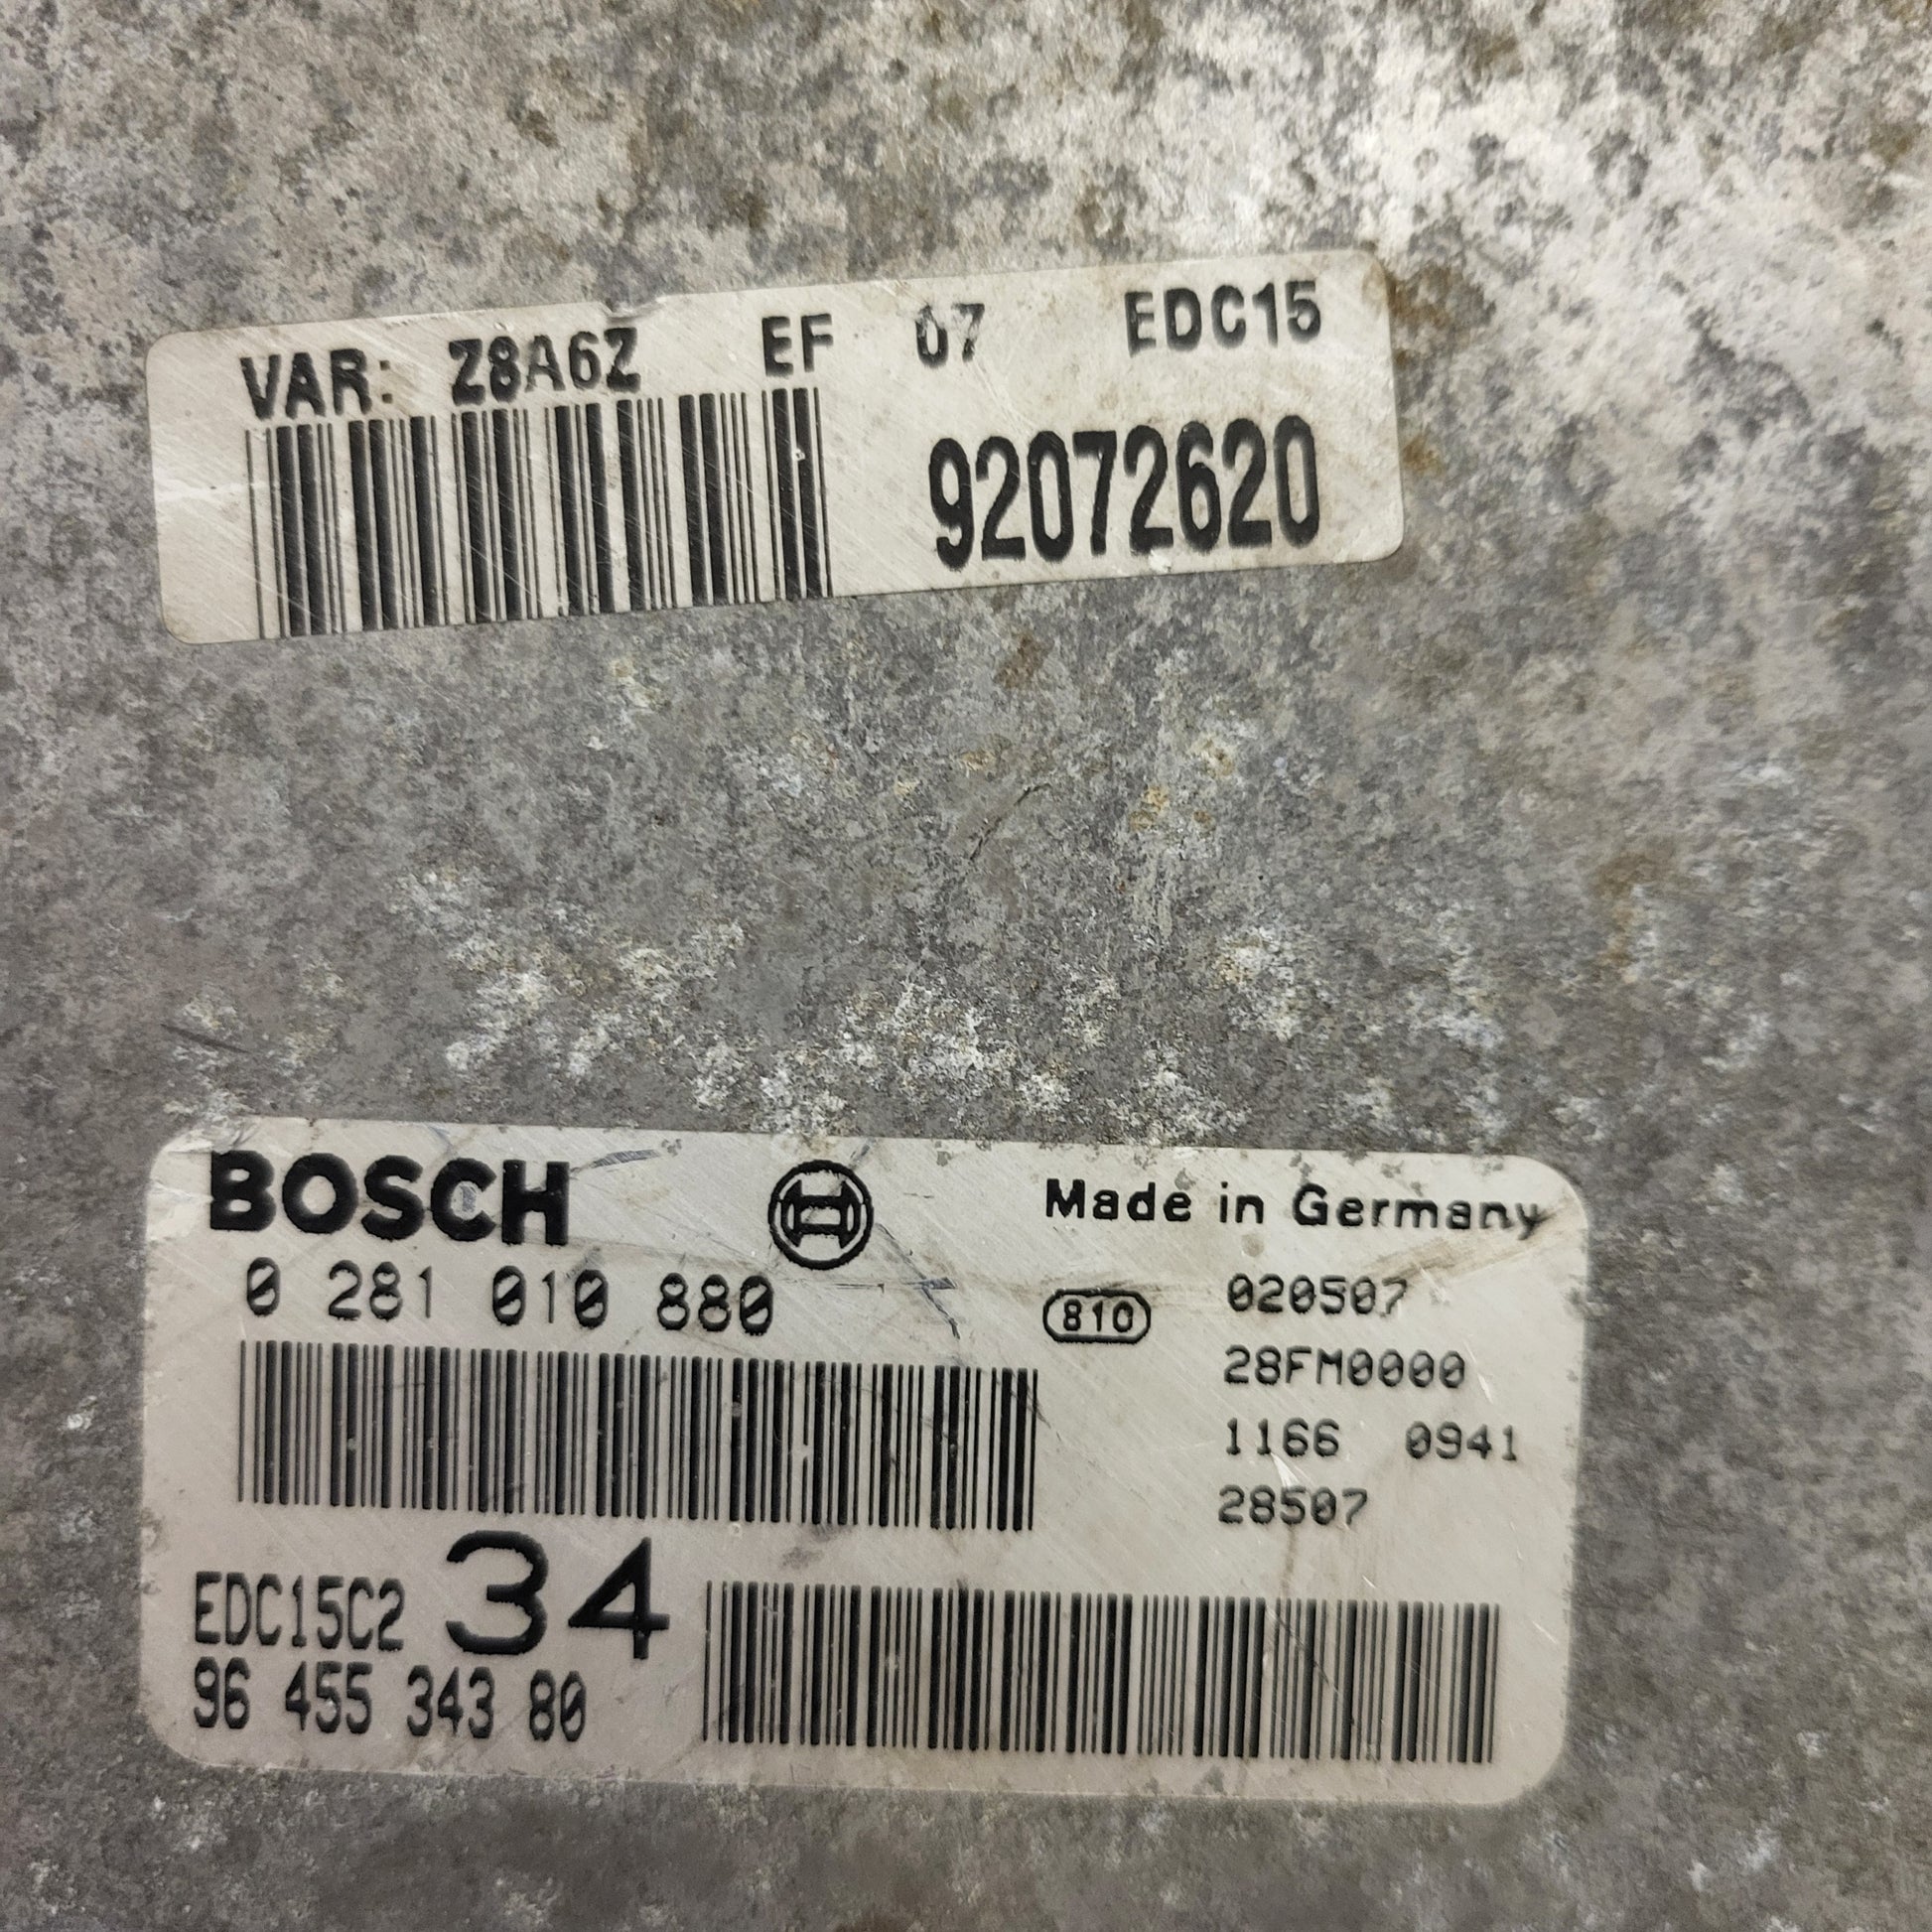 VAR: Z8A6Z EF 07 EDC15
92072620
BOSCH Made in Germany
0 281 010 880
810
020507
28FM0000
1166 0941
28507
EDC15C2 34
96 455 343 80